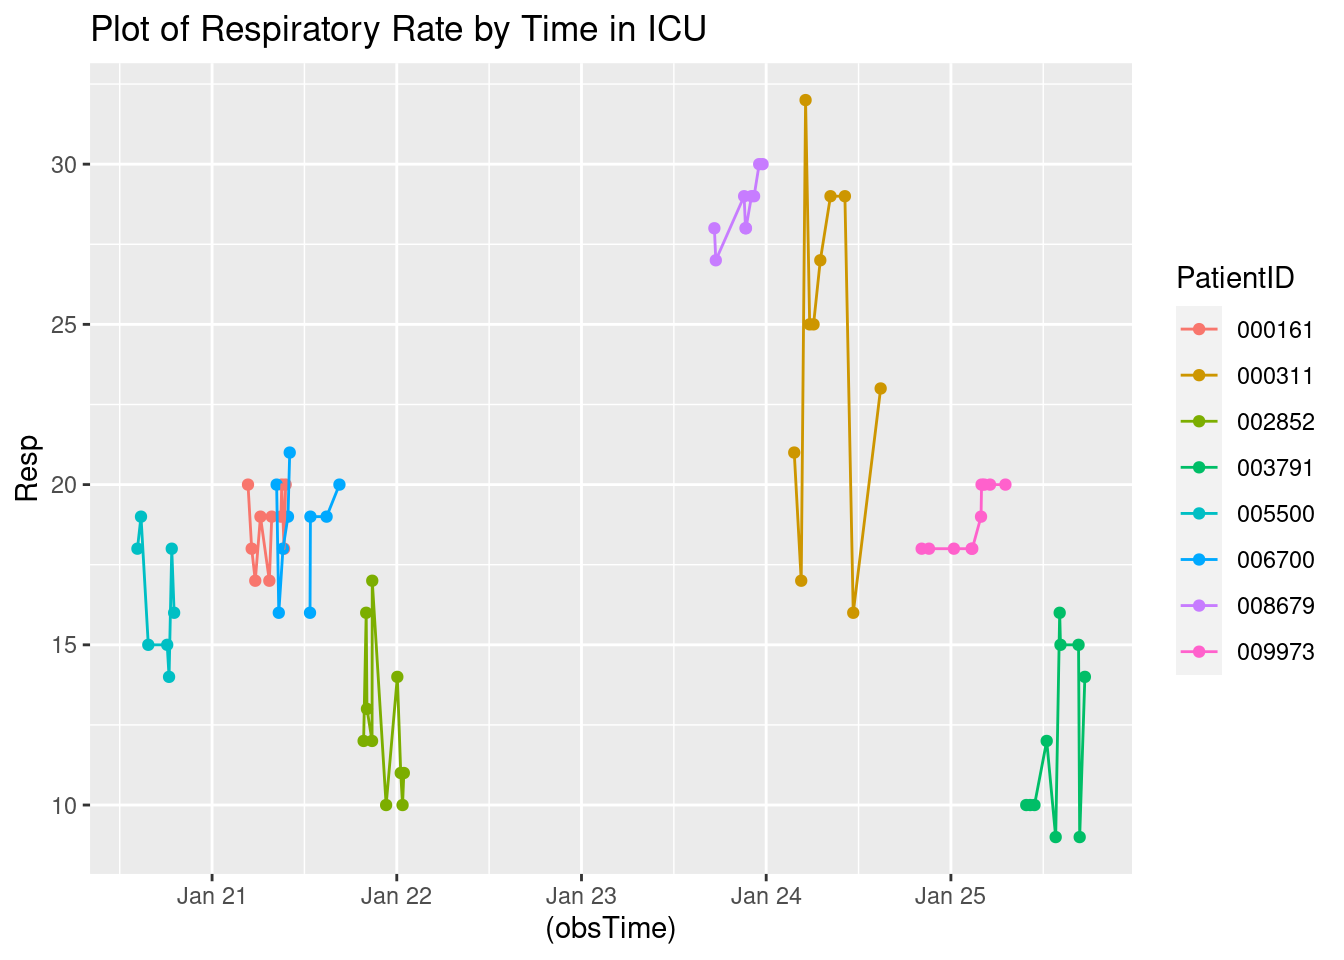 Plot of Respiratory Rate by Time in ICU
30
25
20
15
10
Resp
Jan 21
Jan 22
Jan 23
Jan 24
Jan 25
(obsTime)
PatientID
000161
000311
002852
003791
005500
006700
008679
009973